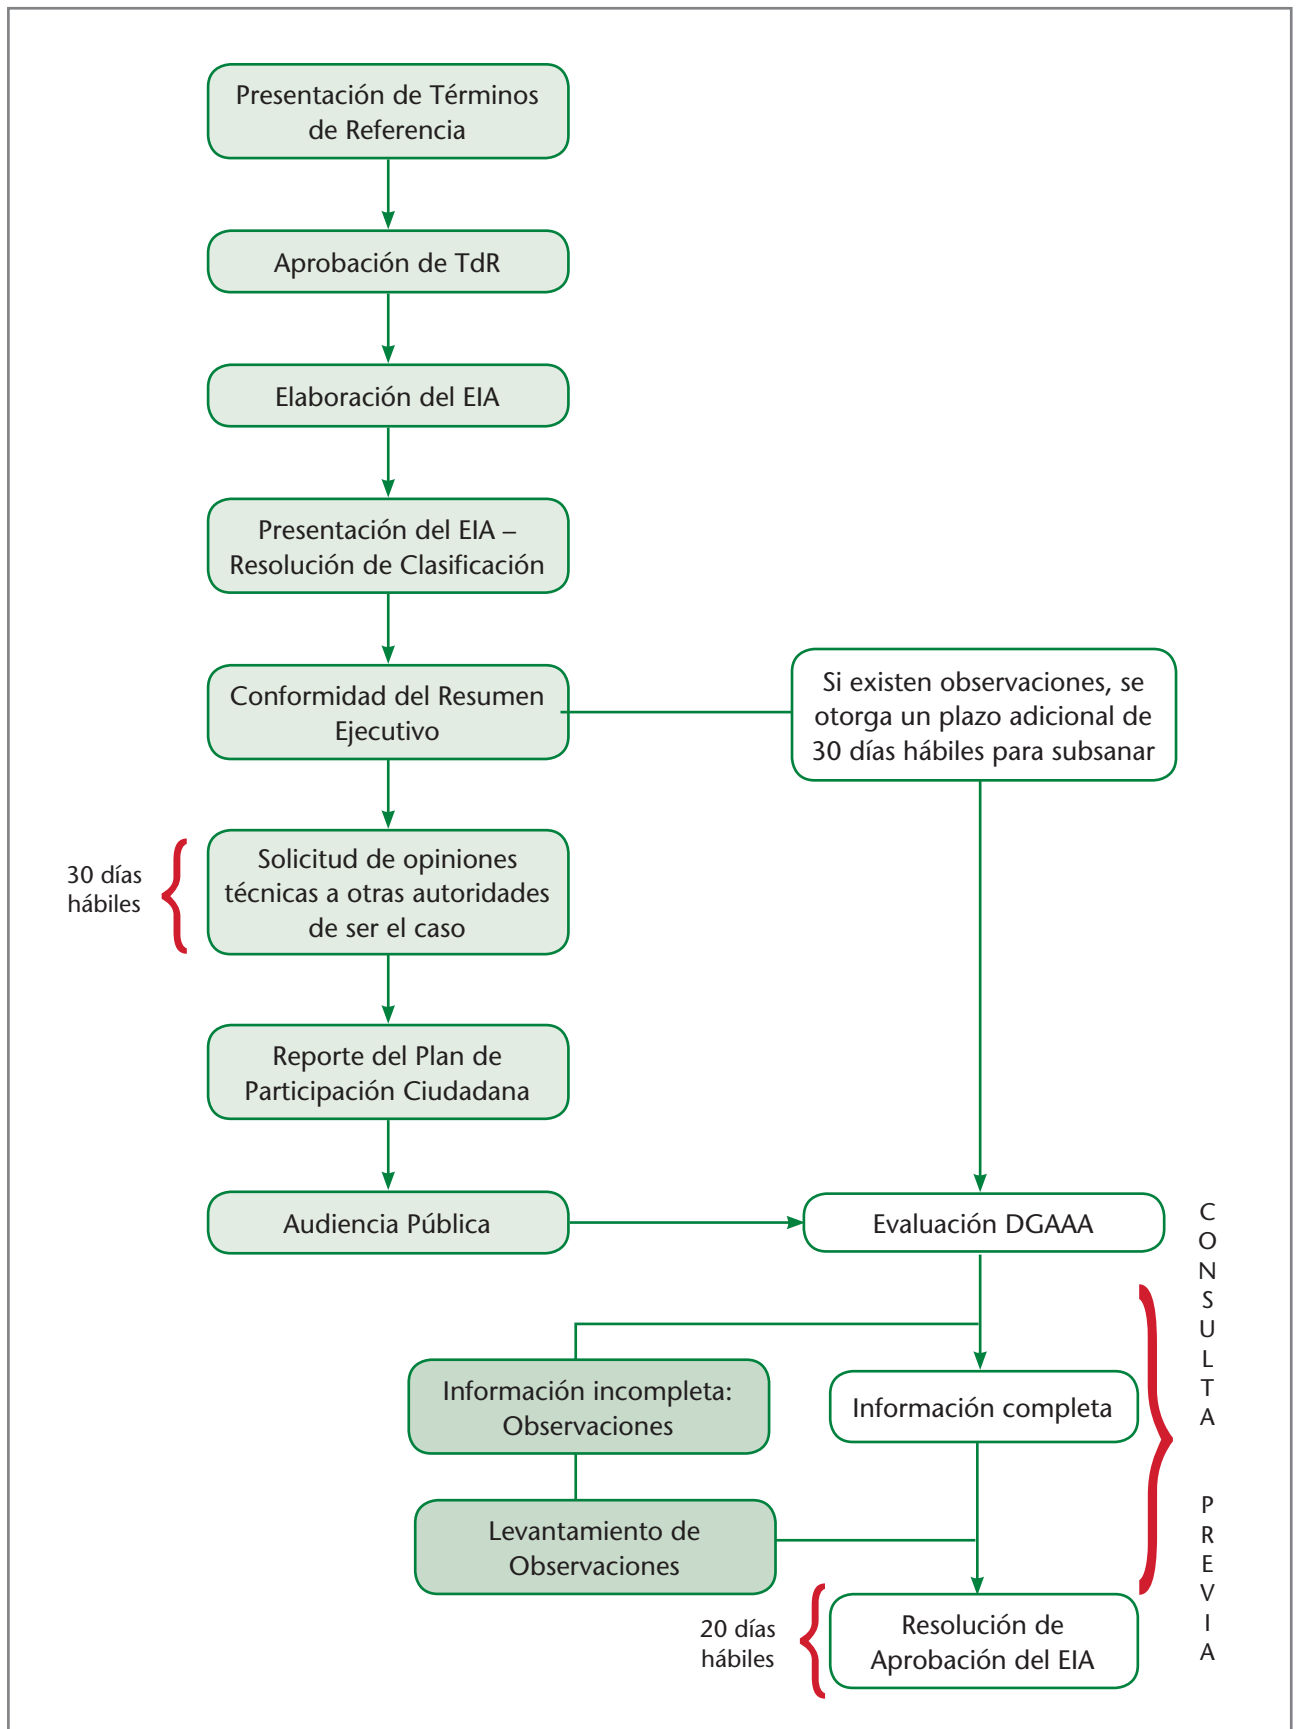 Presentación de Términos
de Referencia
Aprobación de TdR
Elaboración del EIA
Presentación del EIA –
Resolución de Clasificación
Conformidad del Resumen
Ejecutivo
Si existen observaciones, se
otorga un plazo adicional de
30 días hábiles para subsanar
30 días
hábiles
Solicitud de opiniones
técnicas a otras autoridades
de ser el caso
Reporte del Plan de
Participación Ciudadana
Audiencia Pública
Evaluación DGAAA
Información incompleta:
Observaciones
Información completa
Levantamiento de
Observaciones
20 días
hábiles
Resolución de
Aprobación del EIA
CONSULTA PREVIA